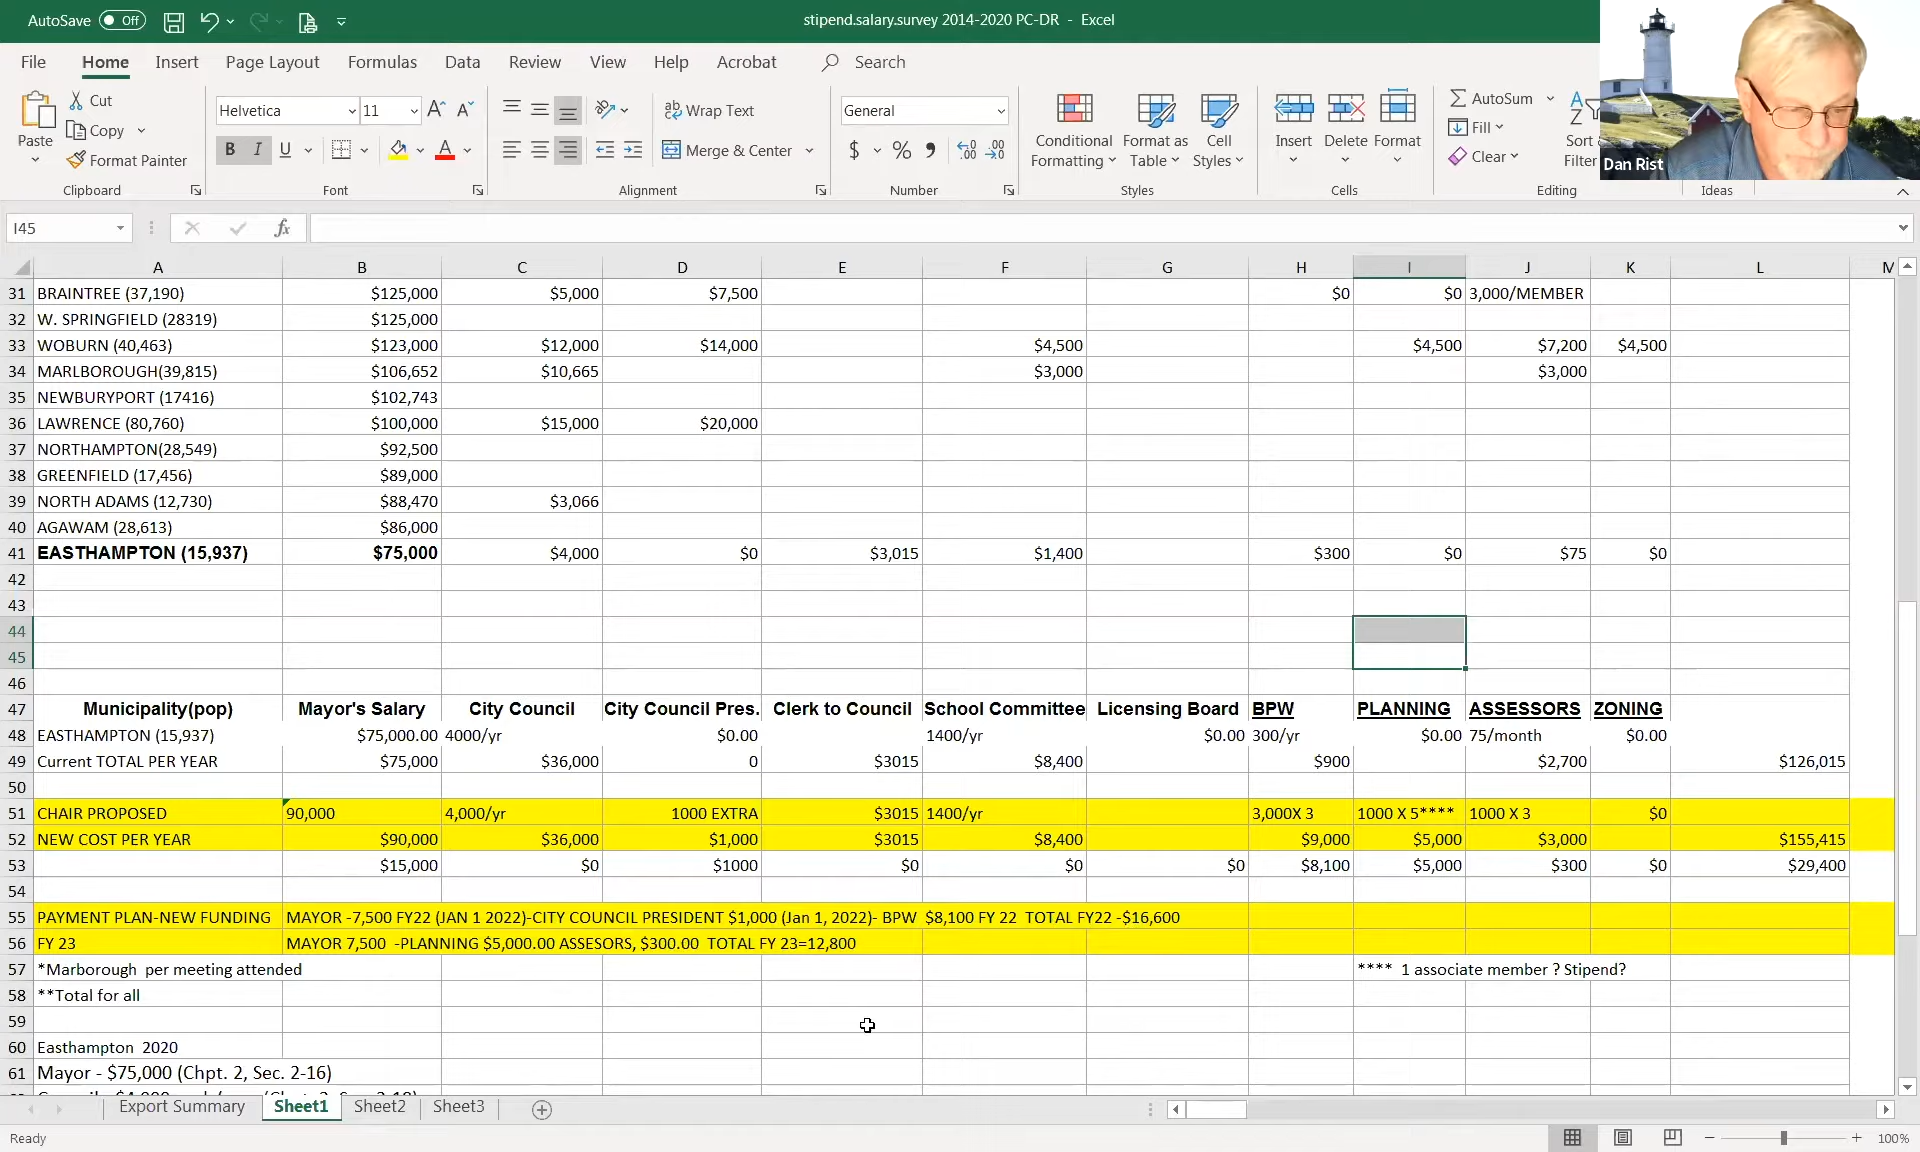 AutoSave Off stipend.salary.survey 2014-2020 PC-DR - Excel
File Home Insert Page Layout Formulas Data Review View Help Acrobat Search
Paste Cut Copy Format Painter
Helvetica 11
B I U A
Wrap Text
Merge & Center
General
$ % 9
Conditional Formatting
Format as Table
Cell Styles
Insert Delete Format
AutoSum
Fill
Clear
Sort
Filter
Dan Rist
Clipboard Font Alignment Number Styles Cells Editing Ideas
I45 fx
A B C D E F G H I J K L M
31 BRAINTREE (37,190) $125,000 $5,000 $7,500 $0 $0 3,000/MEMBER
32 W. SPRINGFIELD (28319) $125,000
33 WOBURN (40,463) $123,000 $12,000 $14,000 $4,500 $4,500 $7,200 $4,500
34 MARLBOROUGH(39,815) $106,652 $10,665 $3,000 $3,000
35 NEWBURYPORT (17416) $102,743
36 LAWRENCE (80,760) $100,000 $15,000 $20,000
37 NORTHAMPTON(28,549) $92,500
38 GREENFIELD (17,456) $89,000
39 NORTH ADAMS (12,730) $88,470 $3,066
40 AGAWAM (28,613) $86,000
41 EASTHAMPTON (15,937) $75,000 $4,000 $0 $3,015 $1,400 $300 $0 $75 $0
42
43
44
45
46
47 Municipality(pop) Mayor's Salary City Council City Council Pres. Clerk to Council School Committee Licensing Board BPW PLANNING ASSESSORS ZONING
48 EASTHAMPTON (15,937) $75,000.00 4000/yr $0.00 1400/yr $0.00 300/yr $0.00 75/month $0.00
49 Current TOTAL PER YEAR $75,000 $36,000 0 $3015 $8,400 $900 $2,700 $126,015
50
51 CHAIR PROPOSED 90,000 4,000/yr 1000 EXTRA $3015 1400/yr 3,000X 3 1000 X 5**** 1000 X 3 $0
52 NEW COST PER YEAR $90,000 $36,000 $1,000 $3015 $8,400 $9,000 $5,000 $3,000 $155,415
53 $15,000 $0 $1000 $0 $0 $0 $8,100 $5,000 $300 $0 $29,400
54
55 PAYMENT PLAN-NEW FUNDING MAYOR -7,500 FY22 (JAN 1 2022)-CITY COUNCIL PRESIDENT $1,000 (Jan 1, 2022)- BPW $8,100 FY 22 TOTAL FY22 -$16,600
56 FY 23 MAYOR 7,500 -PLANNING $5,000.00 ASSESORS, $300.00 TOTAL FY 23=12,800
57 *Marborough per meeting attended **** 1 associate member ? Stipend?
58 **Total for all
59
60 Easthampton 2020
61 Mayor - $75,000 (Chpt. 2, Sec. 2-16)
Export Summary Sheet1 Sheet2 Sheet3
Ready 100%